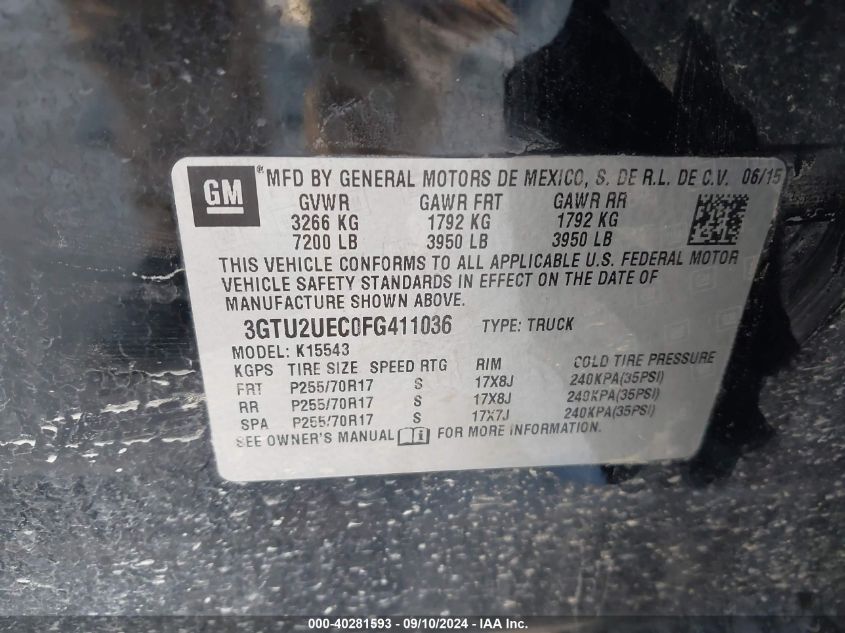 GM ® MFD BY GENERAL MOTORS DE MEXICO, S. DE R.L. DE C.V. 06/15
GVWR GAWR FRT GAWR RR
3266 KG 1792 KG 1792 KG
7200 LB 3950 LB 3950 LB
THIS VEHICLE CONFORMS TO ALL APPLICABLE U.S. FEDERAL MOTOR
VEHICLE SAFETY STANDARDS IN EFFECT ON THE DATE OF
MANUFACTURE SHOWN ABOVE.
3GTU2UEC0FG411036 TYPE: TRUCK
MODEL: K15543
KGPS TIRE SIZE SPEED RTG RIM COLD TIRE PRESSURE
FRT P255/70R17 S 17X8J 240KPA(35PSI)
RR P255/70R17 S 17X8J 240KPA(35PSI)
SPA P255/70R17 S 17X7J 240KPA(35PSI)
SEE OWNER'S MANUAL FOR MORE INFORMATION.
000-40281593 - 09/10/2024 - IAA Inc.